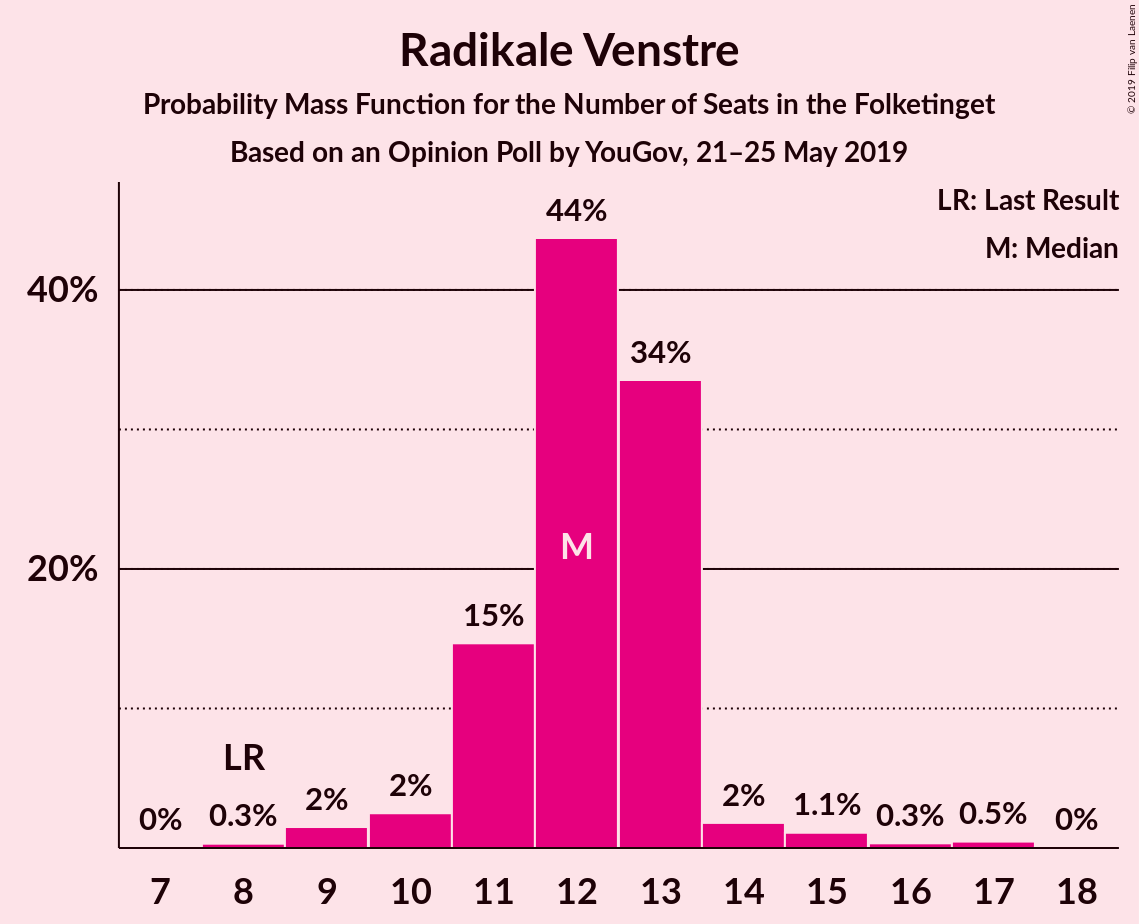 Radikale Venstre
Probability Mass Function for the Number of Seats in the Folketinget
Based on an Opinion Poll by YouGov, 21–25 May 2019
© 2019 Filip van Laenen
LR: Last Result
M: Median
44%
40%
34%
M
20%
15%
LR
0%
0.3%
2%
2%
2%
1.1%
0.3%
0.5%
0%
7 8 9 10 11 12 13 14 15 16 17 18